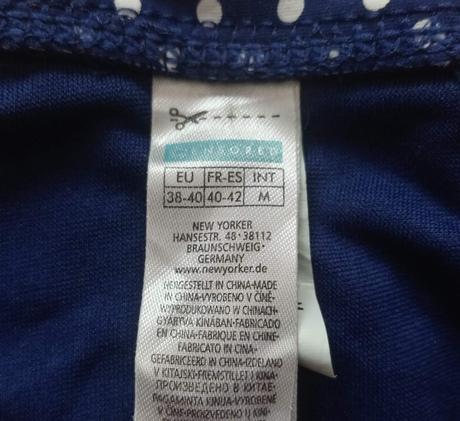 CENSORED
EU FR-ES INT
38-40 40-42 M
NEW YORKER
HANSESTR. 48·38112
BRAUNSCHWEIG·
GERMANY
www.newyorker.de
HERGESTELLT IN CHINA·MADE
IN CHINA·VYROBENO V ČÍNĚ·
WYPRODUKOWANO W CHINACH·
GYÁRTVA KÍNÁBAN·FABRICADO
EN CHINA·FABRIQUE EN CHINE·
FABRICATO IN CINA·
GEFABRICEERD IN CHINA·IZDELANO
V KITAJSKI·FREMSTILLET I KINA·
ПРОИЗВЕДЕНО В КИТАЕ·
PAGAMINTA KINIJA·VYROBENÉ
V ČÍNE·PROIZVEDENO U KINI·